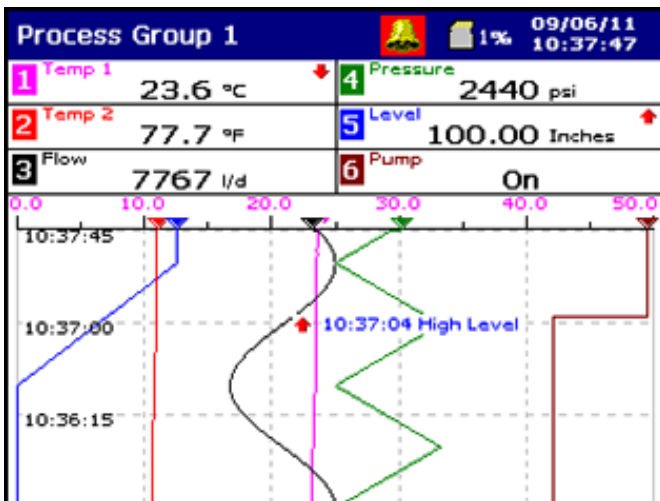 Process Group 1
1%
09/06/11
10:37:47
1 Temp 1
23.6 °C
4 Pressure
2440 psi
2 Temp 2
77.7 °F
5 Level
100.00 Inches
3 Flow
7767 l/d
6 Pump
On
0.0 10.0 20.0 30.0 40.0 50.0
10:37:45
10:37:00
10:37:04 High Level
10:36:15